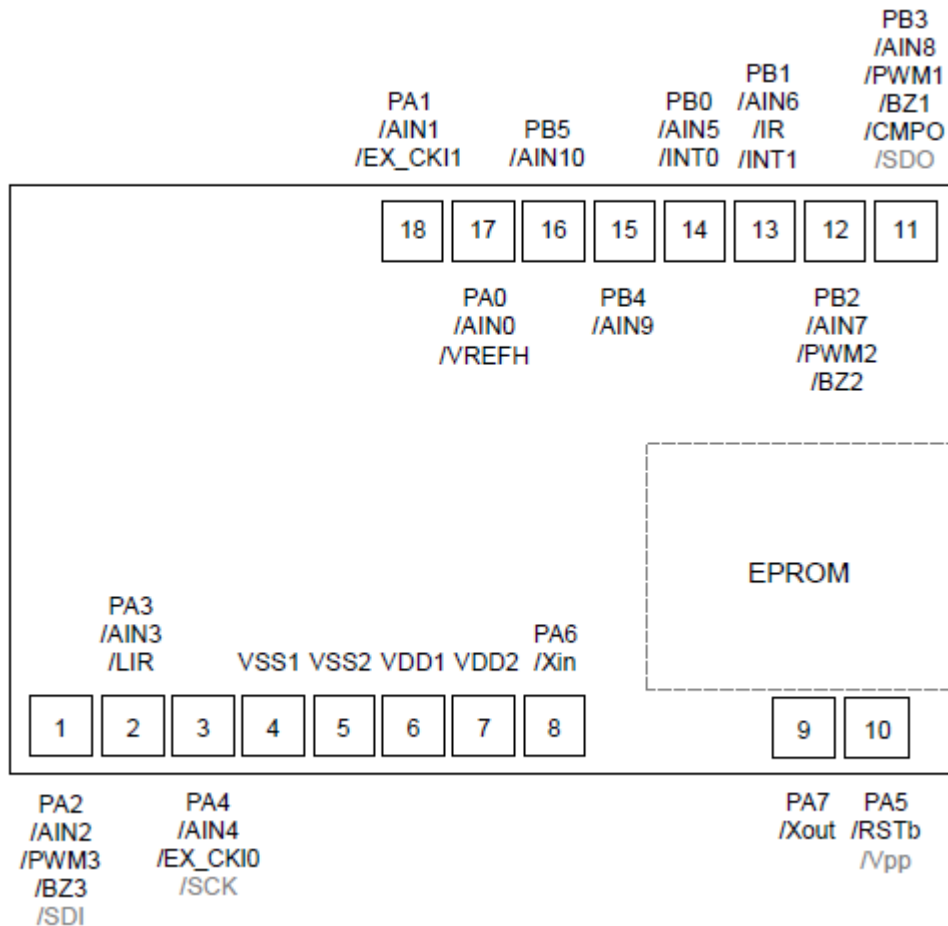 PA1
/AIN1
/EX_CKI1
PB5
/AIN10
PB0
/AIN5
/INT0
PB1
/AIN6
/IR
/INT1
PB3
/AIN8
/PWM1
/BZ1
/CMPO
/SDO
18 17 16 15 14 13 12 11
PA0
/AIN0
/VREFH
PB4
/AIN9
PB2
/AIN7
/PWM2
/BZ2
EPROM
PA3
/AIN3
/LIR
VSS1 VSS2 VDD1 VDD2
PA6
/Xin
1 2 3 4 5 6 7 8 9 10
PA2
/AIN2
/PWM3
/BZ3
/SDI
PA4
/AIN4
/EX_CKI0
/SCK
PA7
/Xout
PA5
/RSTb
/Vpp